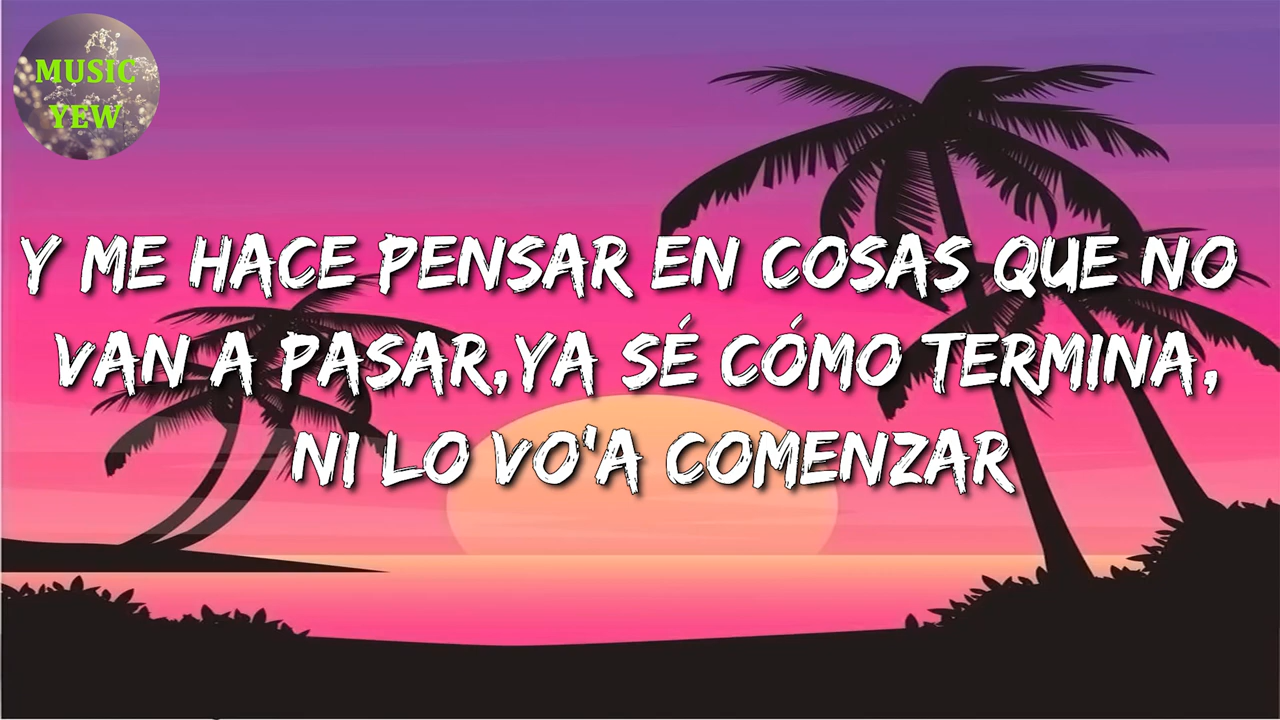 MUSIC
YEW
Y ME HACE PENSAR EN COSAS QUE NO
VAN A PASAR,YA SÉ CÓMO TERMINA,
NI LO VO'A COMENZAR